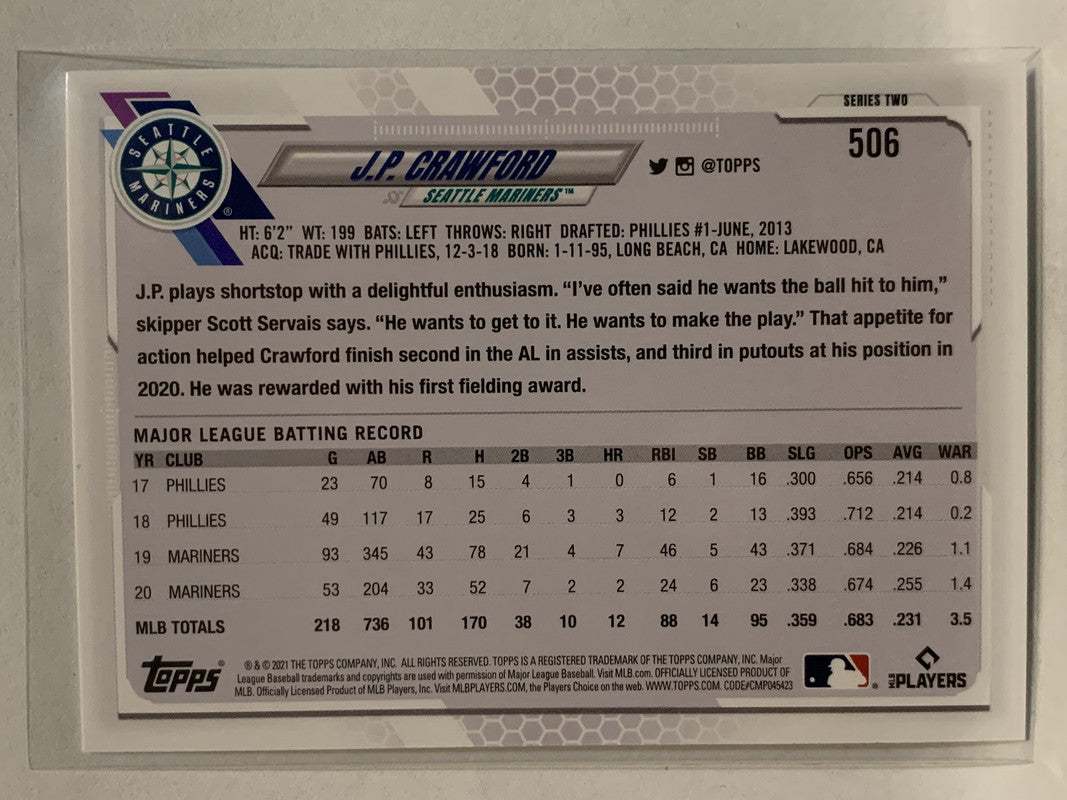 SERIES TWO
506
SEATTLE MARINERS ®
J.P. CRAWFORD
@TOPPS
SS SEATTLE MARINERS™
HT: 6'2" WT: 199 BATS: LEFT THROWS: RIGHT DRAFTED: PHILLIES #1-JUNE, 2013
ACQ: TRADE WITH PHILLIES, 12-3-18 BORN: 1-11-95, LONG BEACH, CA HOME: LAKEWOOD, CA
J.P. plays shortstop with a delightful enthusiasm. “I’ve often said he wants the ball hit to him,”
skipper Scott Servais says. “He wants to get to it. He wants to make the play.” That appetite for
action helped Crawford finish second in the AL in assists, and third in putouts at his position in
2020. He was rewarded with his first fielding award.
MAJOR LEAGUE BATTING RECORD
YR CLUB G AB R H 2B 3B HR RBI SB BB SLG OPS AVG WAR
17 PHILLIES 23 70 8 15 4 1 0 6 1 16 .300 .656 .214 0.8
18 PHILLIES 49 117 17 25 6 3 3 12 2 13 .393 .712 .214 0.2
19 MARINERS 93 345 43 78 21 4 7 46 5 43 .371 .684 .226 1.1
20 MARINERS 53 204 33 52 7 2 2 24 6 23 .338 .674 .255 1.4
MLB TOTALS 218 736 101 170 38 10 12 88 14 95 .359 .683 .231 3.5
Topps®
® & © 2021 THE TOPPS COMPANY, INC. ALL RIGHTS RESERVED. TOPPS IS A REGISTERED TRADEMARK OF THE TOPPS COMPANY, INC. Major
League Baseball trademarks and copyrights are used with permission of Major League Baseball. Visit MLB.com. OFFICIALLY LICENSED PRODUCT OF
MLB. Officially Licensed Product of MLB Players, Inc. Visit MLBPLAYERS.COM, the Players Choice on the web. WWW.TOPPS.COM. CODE#CMP045423
®
MLB PLAYERS